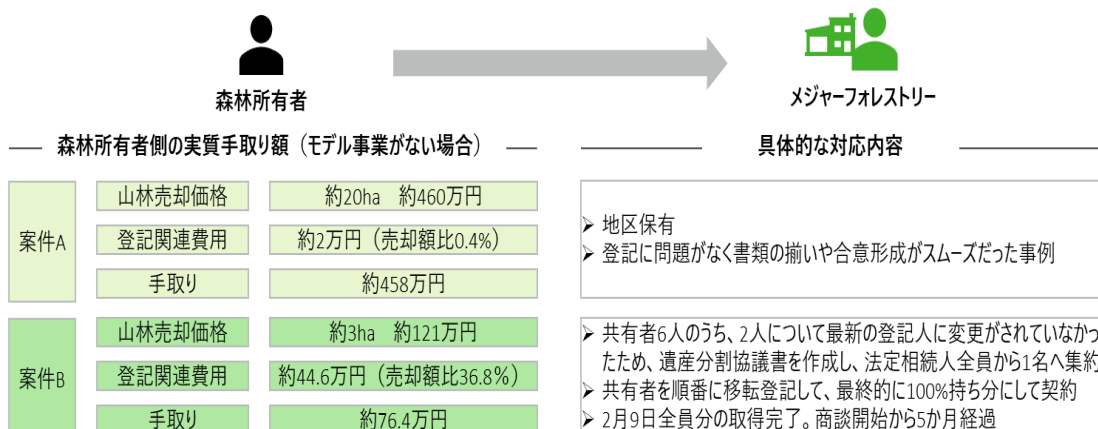 森林所有者
メジャーフォレストリー
森林所有者側の実質手取り額（モデル事業がない場合）
具体的な対応内容
案件A
山林売却価格
約20ha　約460万円
登記関連費用
約2万円（売却額比0.4%）
手取り
約458万円
➢ 地区保有
➢ 登記に問題がなく書類の揃いや合意形成がスムーズだった事例
案件B
山林売却価格
約3ha　約121万円
登記関連費用
約44.6万円（売却額比36.8%）
手取り
約76.4万円
➢ 共有者6人のうち、2人について最新の登記人に変更がされていなかっ
たため、遺産分割協議書を作成し、法定相続人全員から1名へ集約
➢ 共有者を順番に移転登記して、最終的に100%持ち分にして契約
➢ 2月9日全員分の取得完了。商談開始から5か月経過